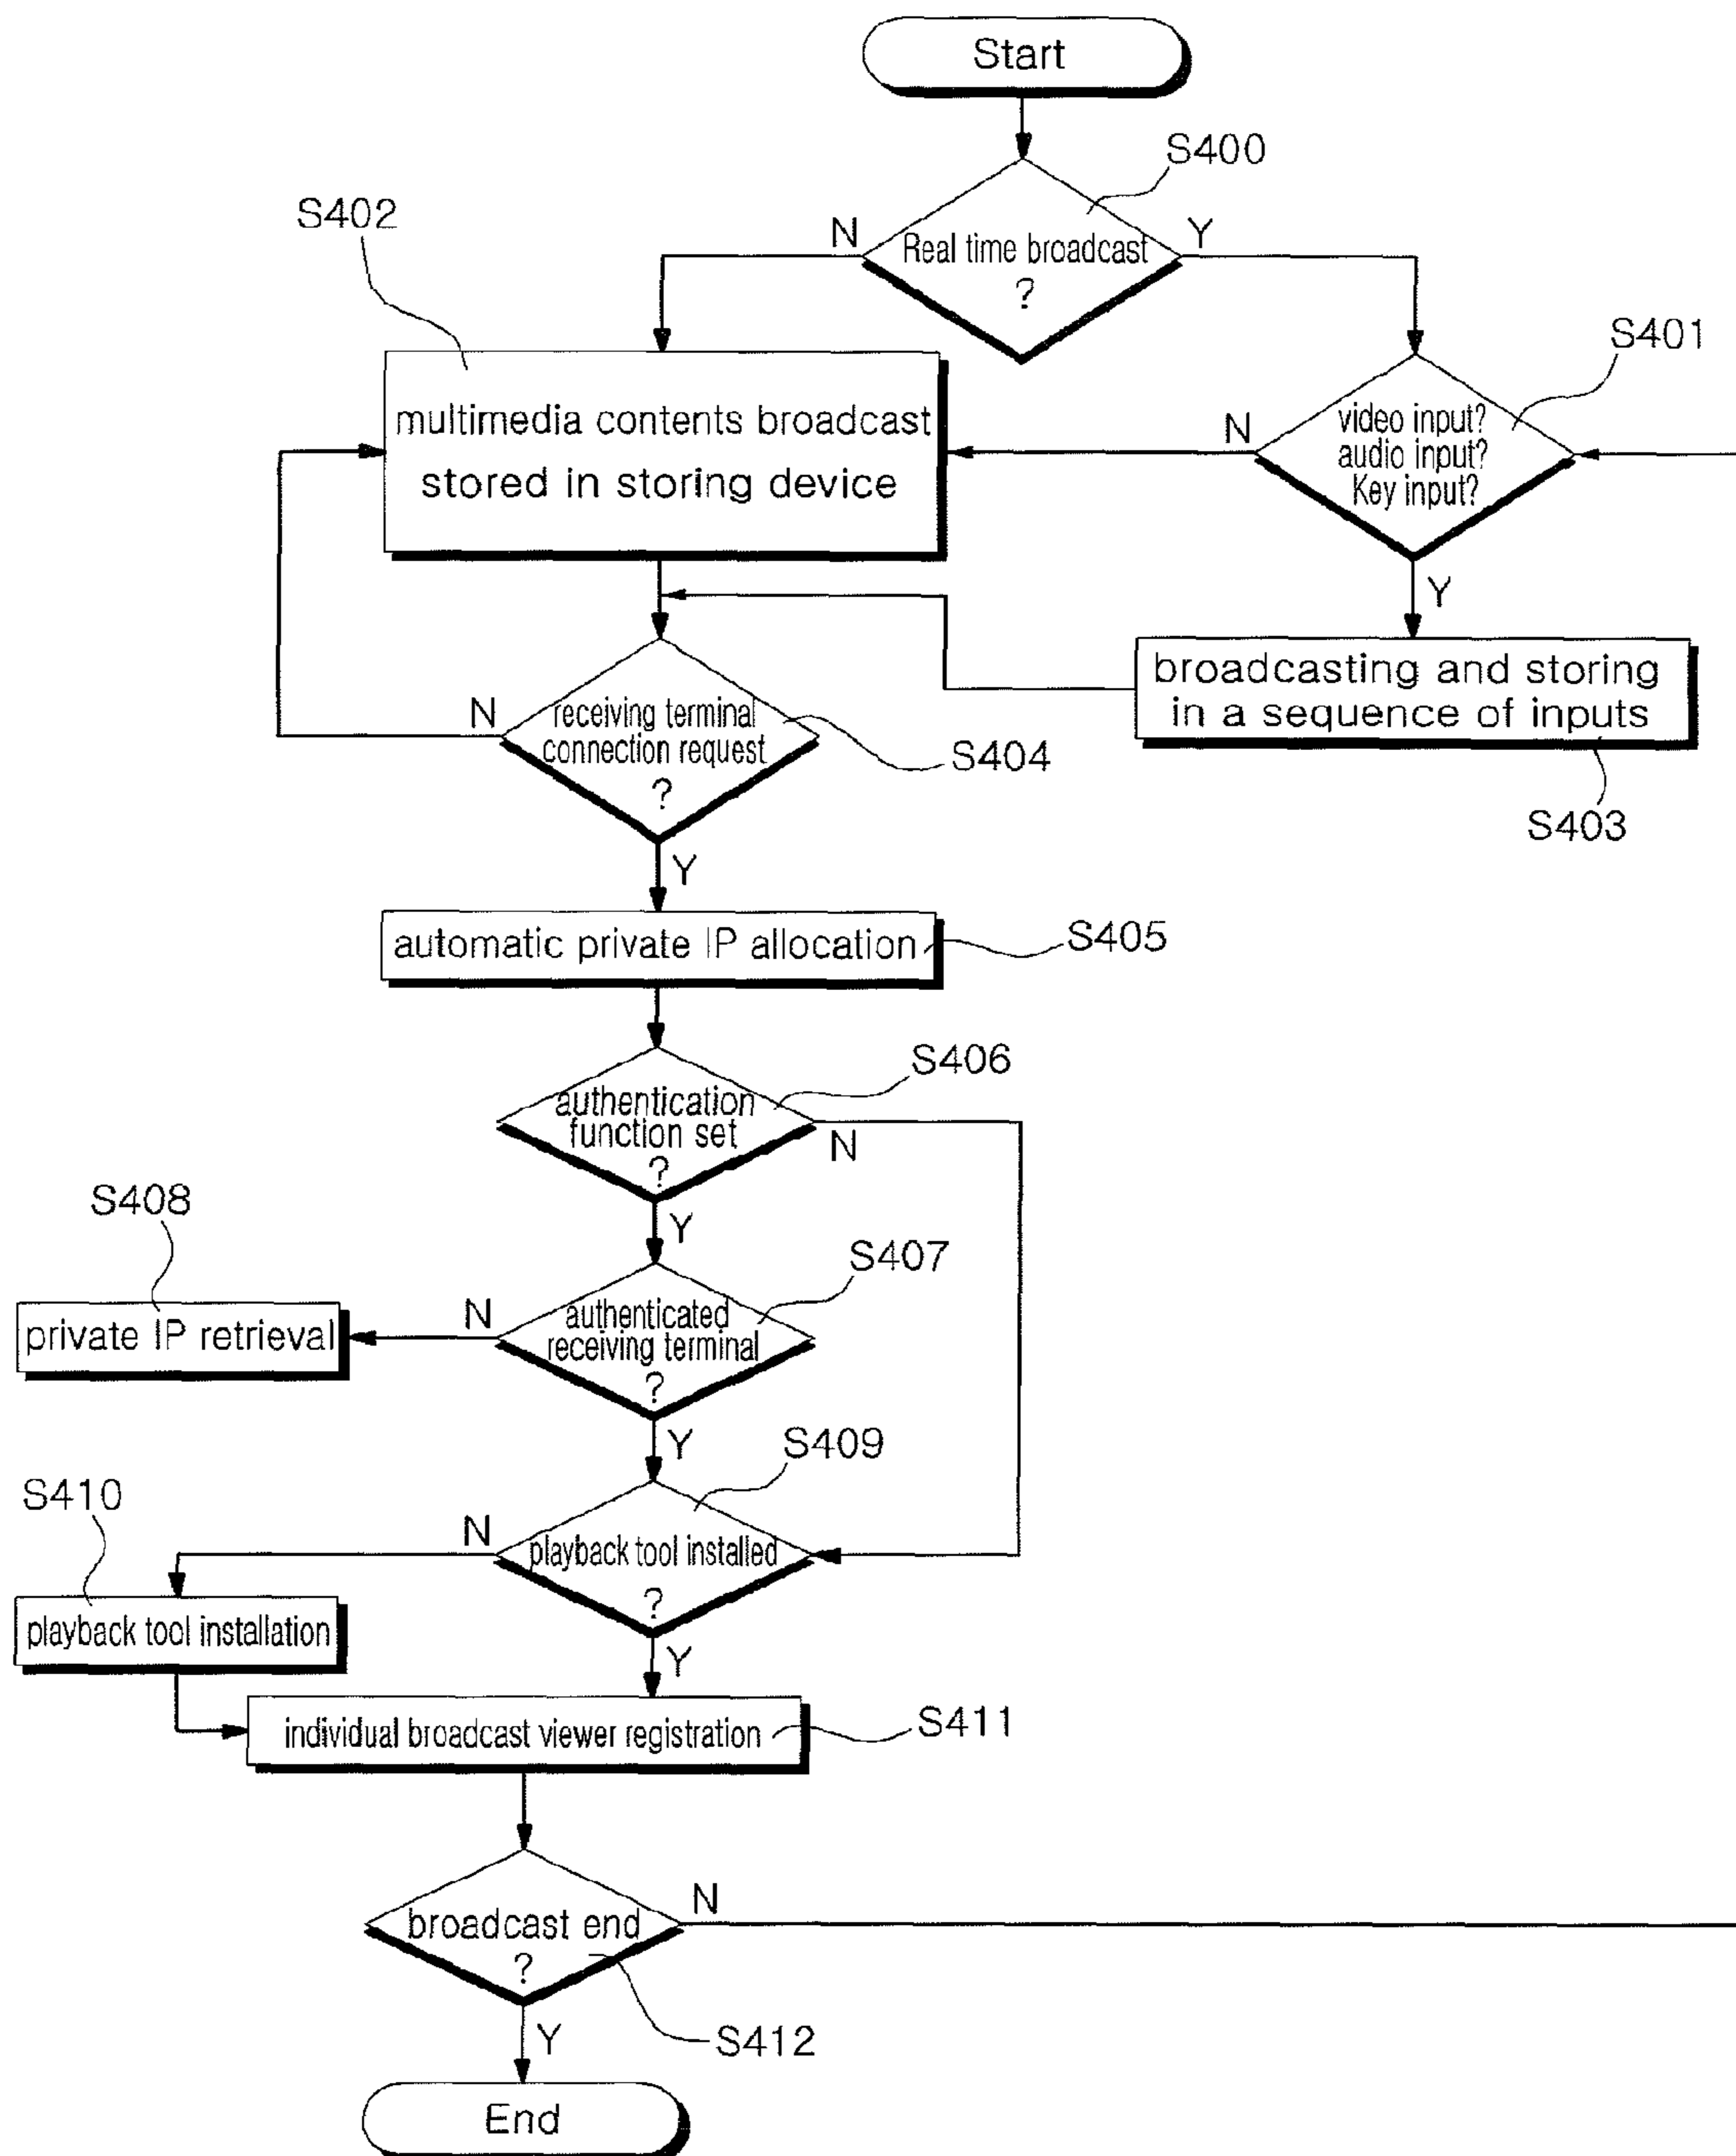 Start
S400
S402
N
Y
Real time broadcast
?
S401
multimedia contents broadcast
stored in storing device
N
video input?
audio input?
Key input?
Y
broadcasting and storing
in a sequence of inputs
N
receiving terminal
connection request
?
S404
S403
Y
automatic private IP allocation
S405
S406
authentication
function set
?
N
S408
Y
S407
private IP retrieval
N
authenticated
receiving terminal
?
Y
S409
S410
N
playback tool installed
?
playback tool installation
Y
individual broadcast viewer registration
S411
N
broadcast end
?
Y
S412
End